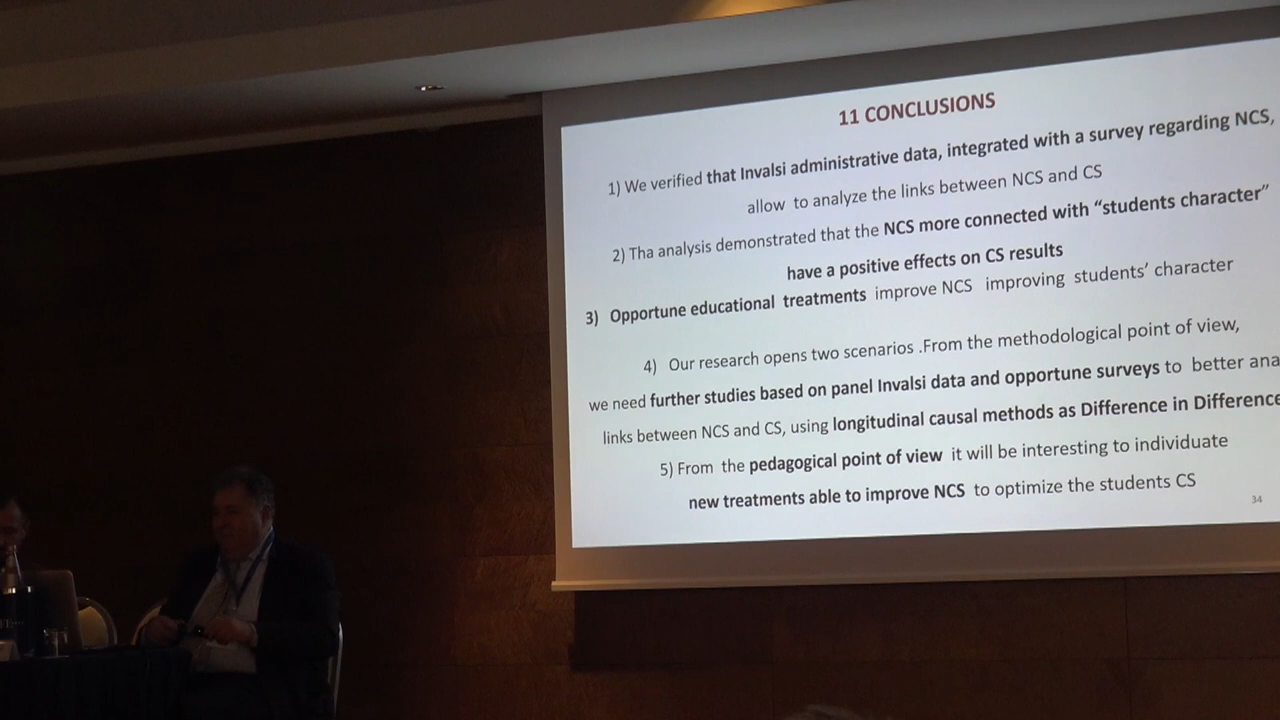 11 CONCLUSIONS
1) We verified that Invalsi administrative data, integrated with a survey regarding NCS,
allow to analyze the links between NCS and CS
2) Tha analysis demonstrated that the NCS more connected with “students character”
have a positive effects on CS results
3) Opportune educational treatments improve NCS improving students’ character
4) Our research opens two scenarios .From the methodological point of view,
we need further studies based on panel Invalsi data and opportune surveys to better
links between NCS and CS, using longitudinal causal methods as Difference in Difference
5) From the pedagogical point of view it will be interesting to individuate
new treatments able to improve NCS to optimize the students CS
34